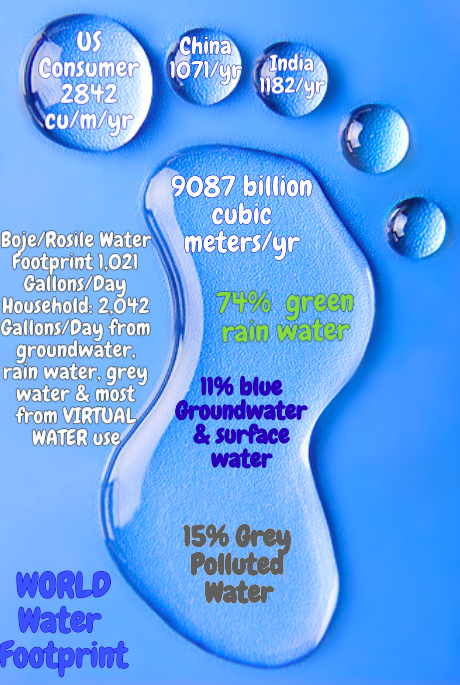 US
Consumer
2842
cu/m/yr
China
1071/yr
India
1182/yr
9087 billion
cubic
meters/yr
Boje/Rosile Water
Footprint 1,021
Gallons/Day
Household: 2,042
Gallons/Day from
groundwater,
rain water, grey
water & most
from VIRTUAL
WATER use
74% green
rain water
11% blue
Groundwater
& surface
water
15% Grey
Polluted
Water
WORLD
Water
Footprint